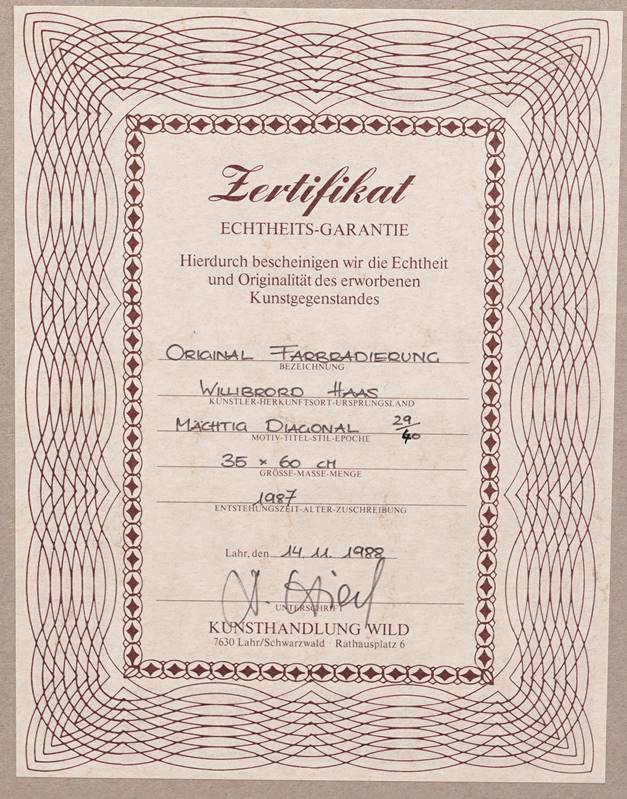 Zertifikat
ECHTHEITS-GARANTIE
Hierdurch bescheinigen wir die Echtheit
und Originalität des erworbenen
Kunstgegenstandes
ORIGINAL FARBRADIERUNG
BEZEICHNUNG
WILLIBRORD HAAS
KÜNSTLER-HERKUNFTSORT-URSPRUNGSLAND
MÄCHTIG DIAGONAL 29/40
MOTIV-TITEL-STIL-EPOCHE
35 × 60 CM
GRÖSSE-MASSE-MENGE
1987
ENTSTEHUNGSZEIT-ALTER-ZUSCHREIBUNG
Lahr, den 14.11.1988
UNTERSCHRIFT
KUNSTHANDLUNG WILD
7630 Lahr/Schwarzwald Rathausplatz 6